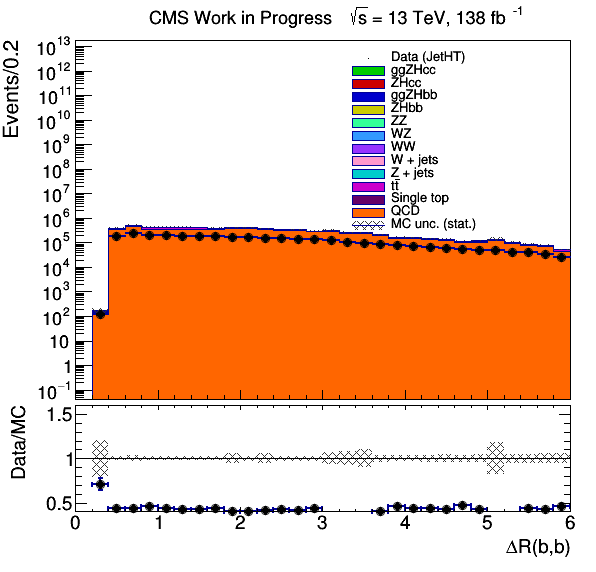 CMS Work in Progress √s = 13 TeV, 138 fb⁻¹
Events/0.2
10¹³
10¹²
10¹¹
10¹⁰
10⁹
10⁸
10⁷
10⁶
10⁵
10⁴
10³
10²
10
1
10⁻¹
Data (JetHT)
ggZHcc
ZHcc
ggZHbb
ZHbb
ZZ
WZ
WW
W + jets
Z + jets
tt̄
Single top
QCD
MC unc. (stat.)
Data/MC
1.5
1
0.5
0 1 2 3 4 5 6
ΔR(b,b)